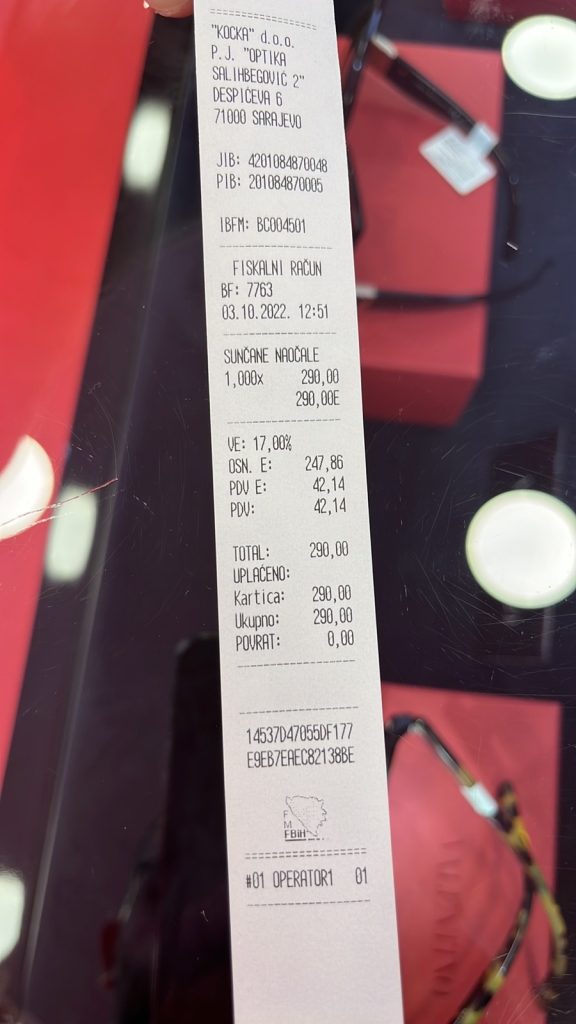 "KOCKA" d.o.o.
P.J. "OPTIKA
SALIHBEGOVIĆ 2"
DESPIĆEVA 6
71000 SARAJEVO
JIB: 4201084870048
PIB: 201084870005
IBFM: BC004501
FISKALNI RAČUN
BF: 7763
03.10.2022. 12:51
SUNČANE NAOČALE
1,000x 290,00
290,00E
VE: 17,00%
OSN. E: 247,86
PDV E: 42,14
PDV: 42,14
TOTAL: 290,00
UPLAĆENO:
Kartica: 290,00
Ukupno: 290,00
POVRAT: 0,00
14537D47055DF177
E9EB7EAEC82138BE
F
M
FBiH
#01 OPERATOR1 01